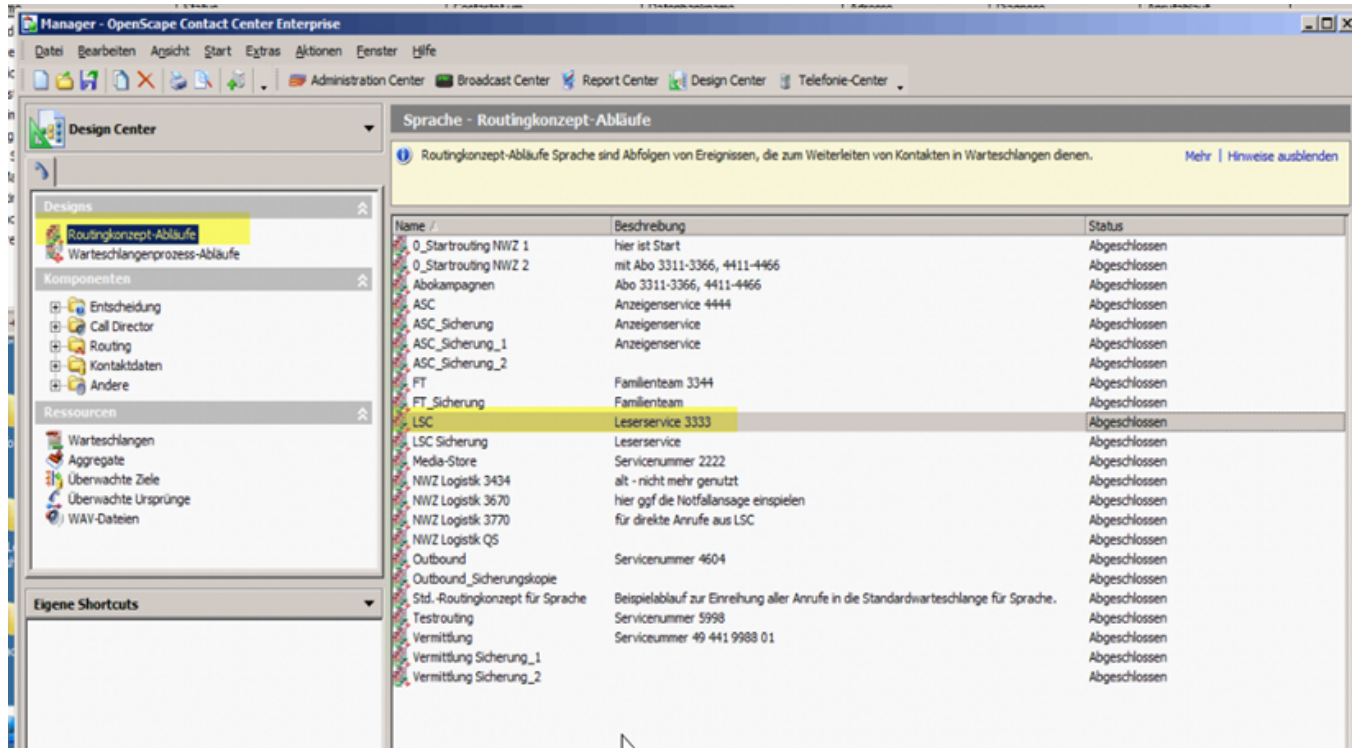 Manager - OpenScape Contact Center Enterprise
Datei Bearbeiten Ansicht Start Extras Aktionen Fenster Hilfe
Administration Center Broadcast Center Report Center Design Center Telefonie-Center
Design Center
Sprache - Routingkonzept-Abläufe
Routingkonzept-Abläufe Sprache sind Abfolgen von Ereignissen, die zum Weiterleiten von Kontakten in Warteschlangen dienen. Mehr | Hinweise ausblenden
Designs
Routingkonzept-Abläufe
Warteschlangenprozess-Abläufe
Komponenten
Entscheidung
Call Director
Routing
Kontaktdaten
Andere
Ressourcen
Warteschlangen
Aggregate
Überwachte Ziele
Überwachte Ursprünge
WAV-Dateien
Eigene Shortcuts
Name Beschreibung Status
0_Startrouting NWZ 1 hier ist Start Abgeschlossen
0_Startrouting NWZ 2 mit Abo 3311-3366, 4411-4466 Abgeschlossen
Abokampagnen Abo 3311-3366, 4411-4466 Abgeschlossen
ASC Anzeigenservice 4444 Abgeschlossen
ASC_Sicherung Anzeigenservice Abgeschlossen
ASC_Sicherung_1 Anzeigenservice Abgeschlossen
ASC_Sicherung_2 Abgeschlossen
FT Familienteam 3344 Abgeschlossen
FT_Sicherung Familienteam Abgeschlossen
LSC Leserservice 3333 Abgeschlossen
LSC Sicherung Leserservice Abgeschlossen
Media-Store Servicenummer 2222 Abgeschlossen
NWZ Logistik 3434 alt - nicht mehr genutzt Abgeschlossen
NWZ Logistik 3670 hier ggf die Notfallansage einspielen Abgeschlossen
NWZ Logistik 3770 für direkte Anrufe aus LSC Abgeschlossen
NWZ Logistik QS Abgeschlossen
Outbound Servicenummer 4604 Abgeschlossen
Outbound_Sicherungskopie Abgeschlossen
Std.-Routingkonzept für Sprache Beispielablauf zur Einreihung aller Anrufe in die Standardwarteschlange für Sprache. Abgeschlossen
Testrouting Servicenummer 5998 Abgeschlossen
Vermittlung Serviceummer 49 441 9988 01 Abgeschlossen
Vermittlung Sicherung_1 Abgeschlossen
Vermittlung Sicherung_2 Abgeschlossen